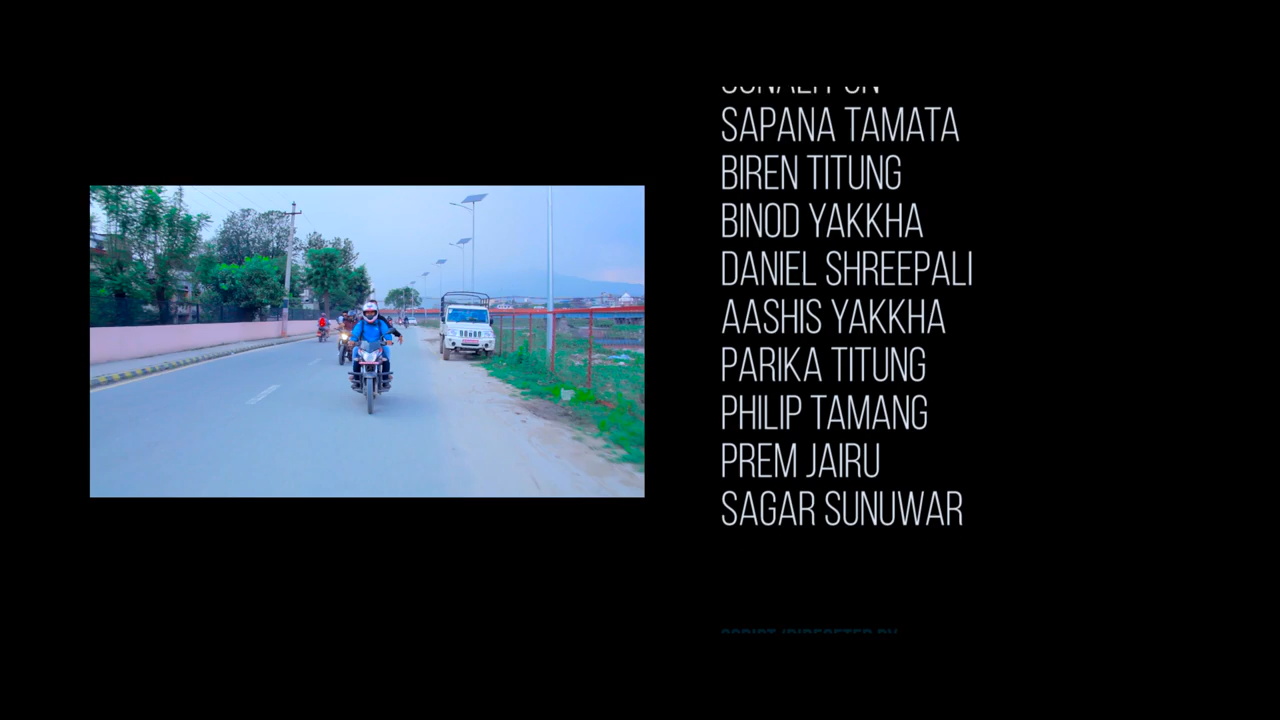 SAPANA TAMATA
BIREN TITUNG
BINOD YAKKHA
DANIEL SHREEPALI
AASHIS YAKKHA
PARIKA TITUNG
PHILIP TAMANG
PREM JAIRU
SAGAR SUNUWAR